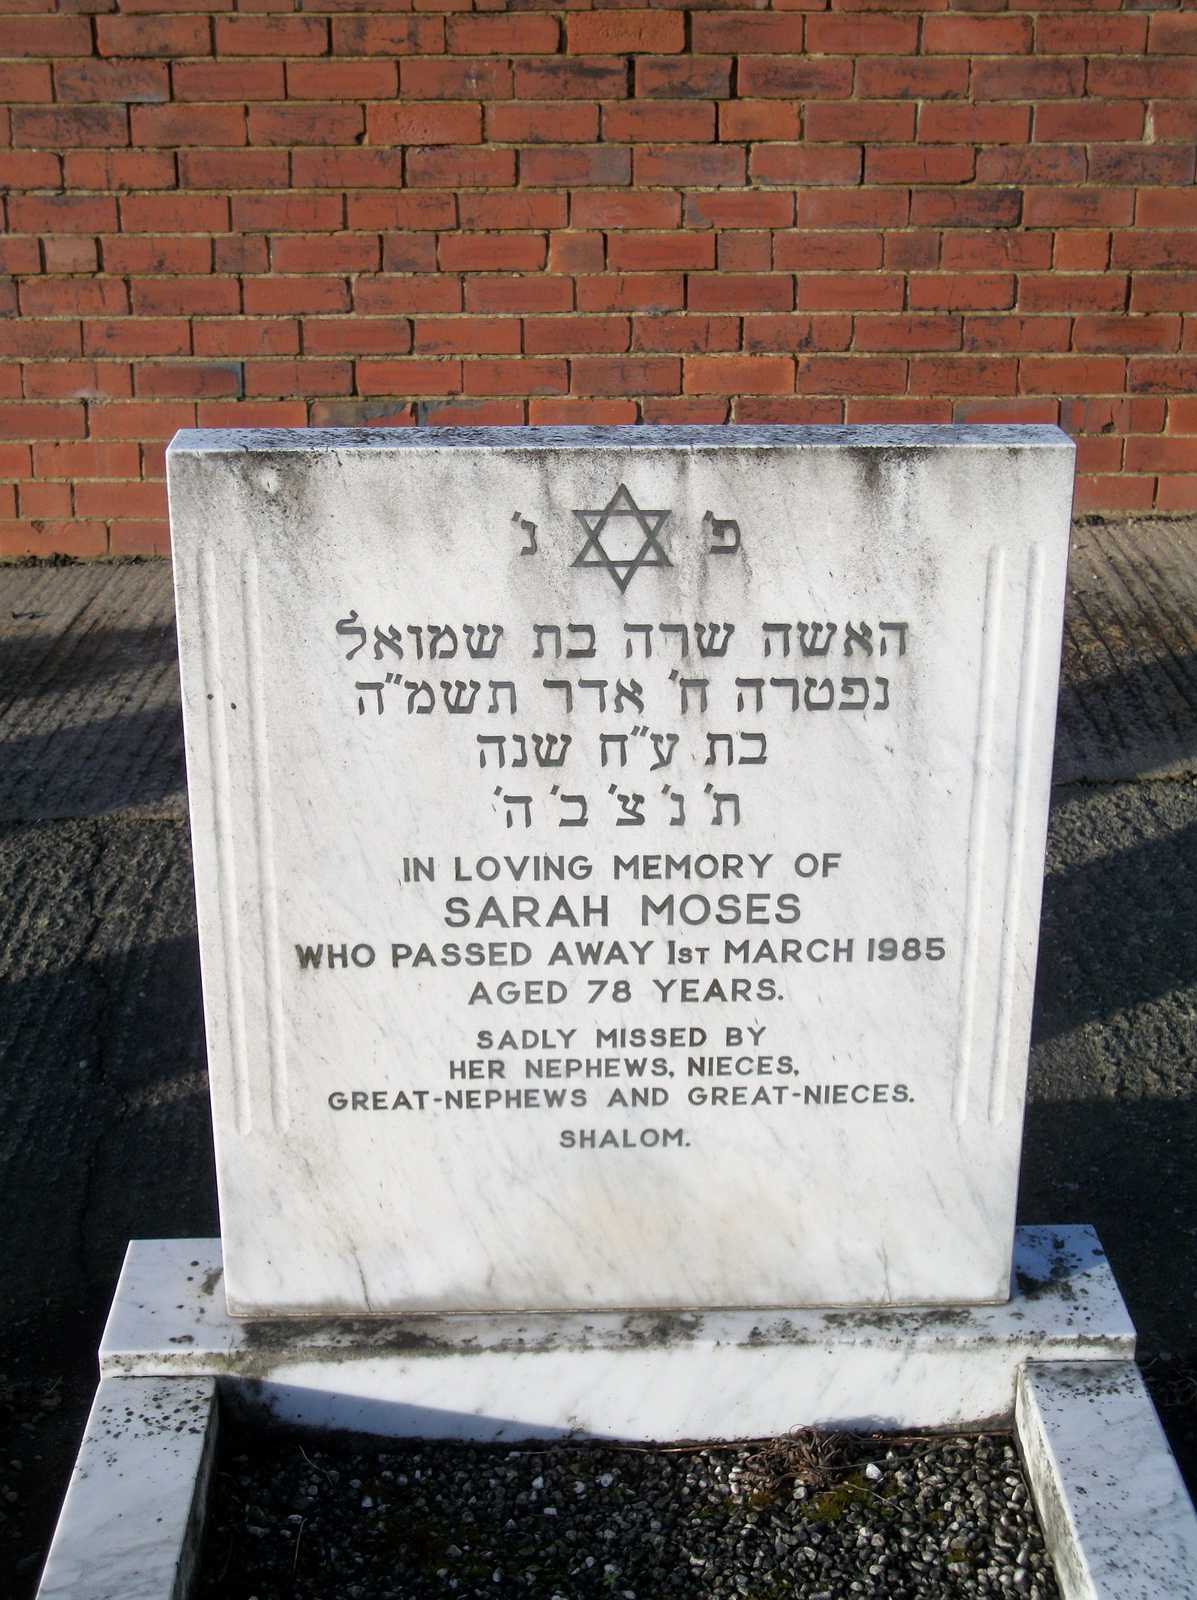 פ' נ'
האשה שרה בת שמואל
נפטרה ח' אדר תשמ"ה
בת ע"ח שנה
ת' נ' צ' ב' ה'
IN LOVING MEMORY OF
SARAH MOSES
WHO PASSED AWAY 1ST MARCH 1985
AGED 78 YEARS.
SADLY MISSED BY
HER NEPHEWS, NIECES,
GREAT-NEPHEWS AND GREAT-NIECES.
SHALOM.